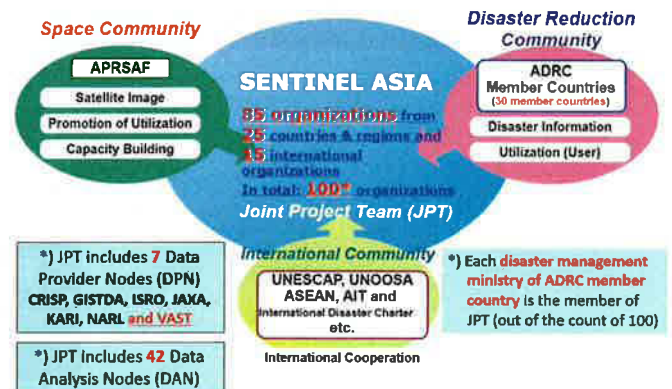 Space Community
APRSAF
Satellite Image
Promotion of Utilization
Capacity Building
SENTINEL ASIA
85 organizations from
25 countries & regions and
15 international
organizations
In total: 100* organizations
Joint Project Team (JPT)
Disaster Reduction
Community
ADRC
Member Countries
(30 member countries)
Disaster Information
Utilization (User)
International Community
UNESCAP, UNOOSA
ASEAN, AIT and
International Disaster Charter
etc.
International Cooperation
*) JPT includes 7 Data
Provider Nodes (DPN)
CRISP, GISTDA, ISRO, JAXA,
KARI, NARL and VAST
*) JPT Includes 42 Data
Analysis Nodes (DAN)
*) Each disaster management
ministry of ADRC member
country is the member of
JPT (out of the count of 100)